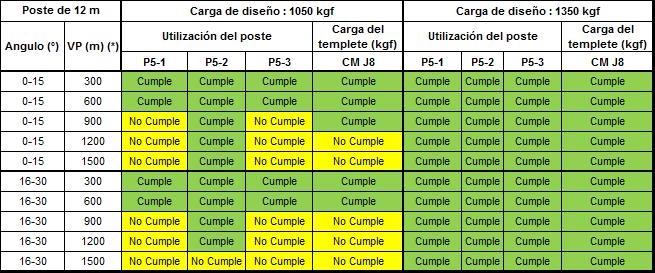 Poste de 12 m Carga de diseño : 1050 kgf Carga de diseño : 1350 kgf
Angulo (°) VP (m) (*) Utilización del poste Carga del templete (kgf) Utilización del poste Carga del templete (kgf)
P5-1 P5-2 P5-3 CM J8 P5-1 P5-2 P5-3 CM J8
0-15 300 Cumple Cumple Cumple Cumple Cumple Cumple Cumple Cumple
0-15 600 Cumple Cumple Cumple Cumple Cumple Cumple Cumple Cumple
0-15 900 No Cumple Cumple No Cumple Cumple Cumple Cumple Cumple Cumple
0-15 1200 No Cumple Cumple No Cumple No Cumple Cumple Cumple Cumple Cumple
0-15 1500 No Cumple Cumple No Cumple No Cumple Cumple Cumple Cumple Cumple
16-30 300 Cumple Cumple Cumple Cumple Cumple Cumple Cumple Cumple
16-30 600 Cumple Cumple Cumple Cumple Cumple Cumple Cumple Cumple
16-30 900 No Cumple Cumple No Cumple No Cumple Cumple Cumple Cumple Cumple
16-30 1200 No Cumple Cumple No Cumple No Cumple Cumple Cumple Cumple Cumple
16-30 1500 No Cumple No Cumple No Cumple No Cumple Cumple Cumple Cumple Cumple